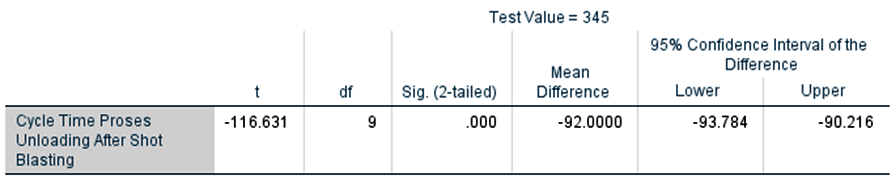 Test Value = 345
95% Confidence Interval of the
Difference
Mean
Difference
t
df
Sig. (2-tailed)
Lower
Upper
Cycle Time Proses
Unloading After Shot
Blasting
-116.631
9
.000
-92.0000
-93.784
-90.216